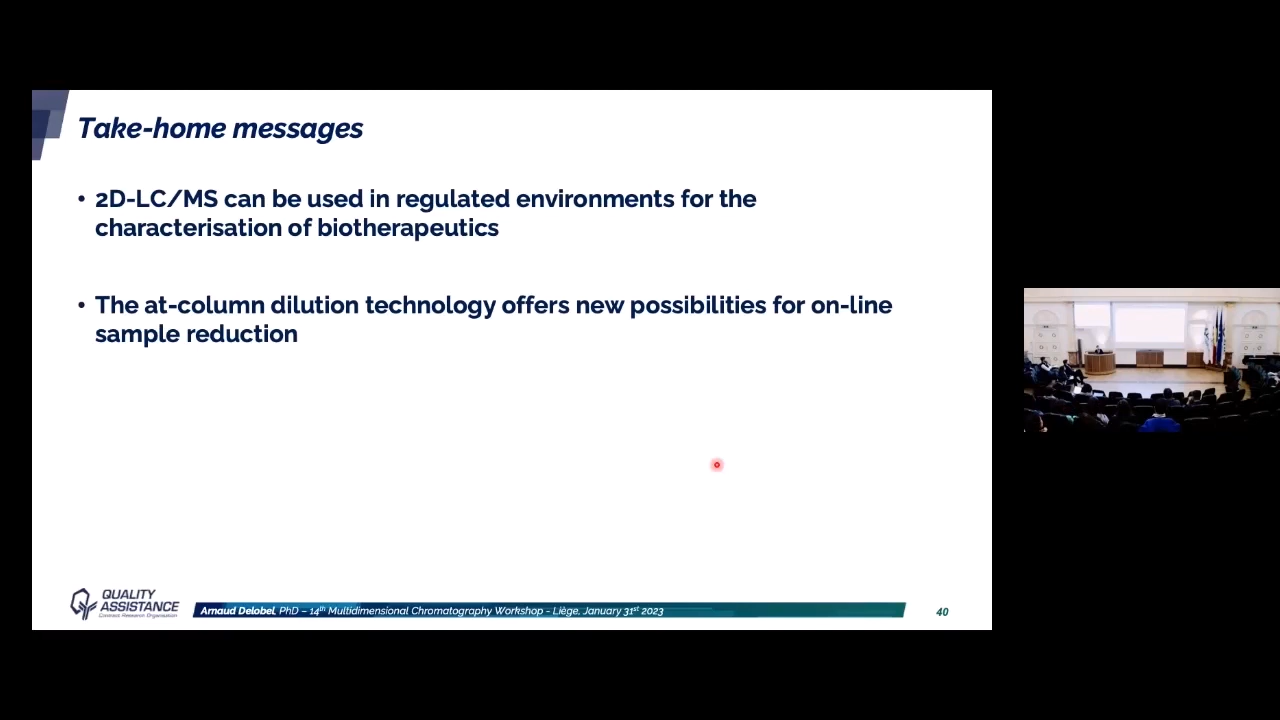 Take-home messages
• 2D-LC/MS can be used in regulated environments for the
characterisation of biotherapeutics
• The at-column dilution technology offers new possibilities for on-line
sample reduction
QUALITY
ASSISTANCE
Contract Research Organisation
Arnaud Delobel, PhD – 14th Multidimensional Chromatography Workshop - Liège, January 31st 2023
40